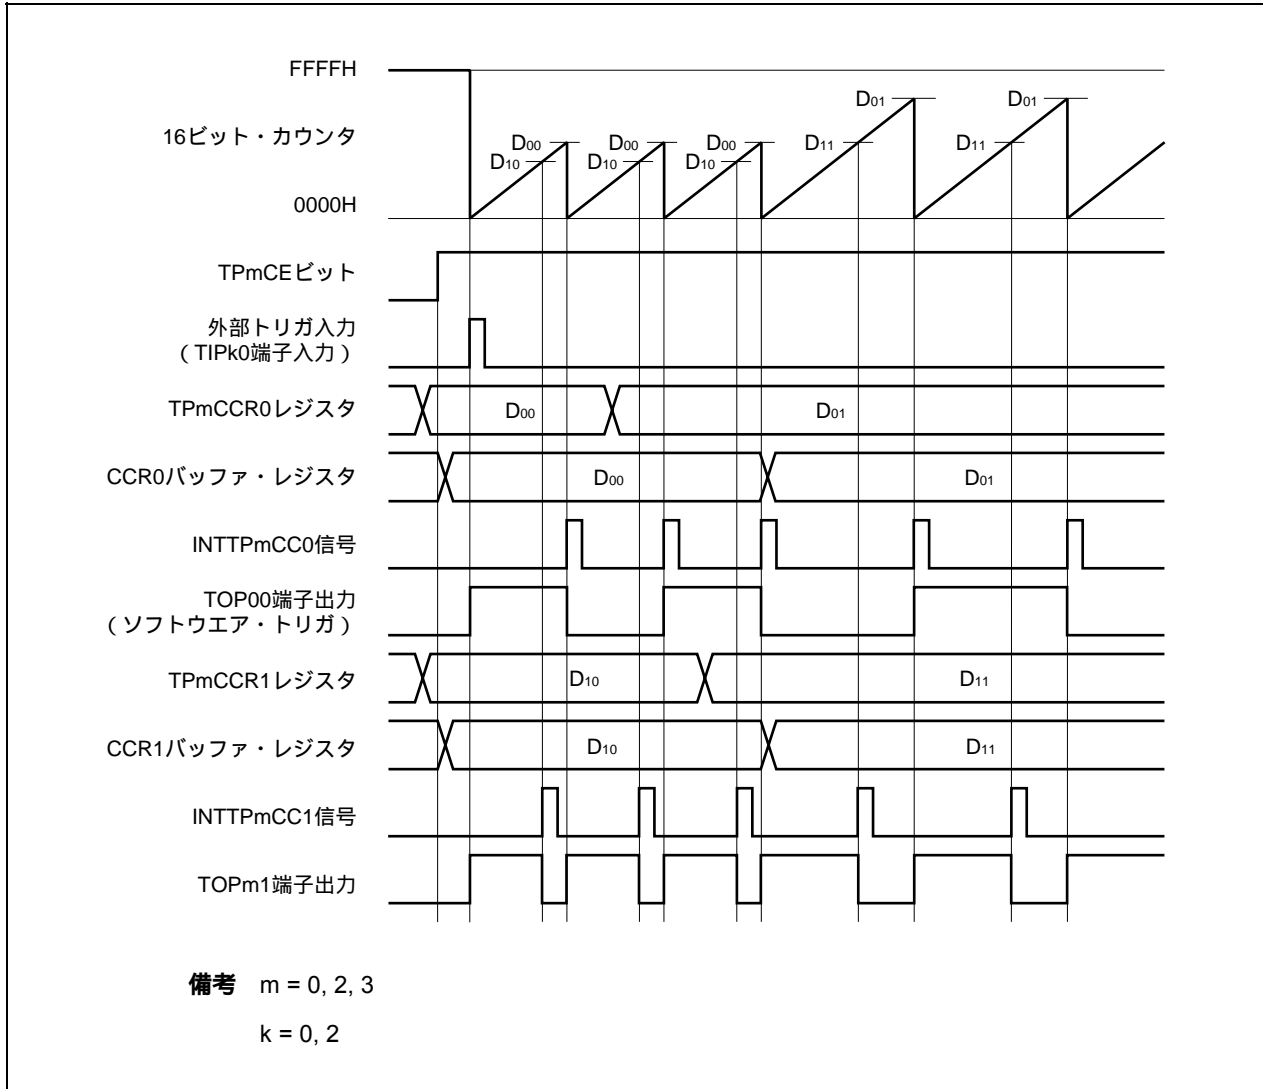 FFFFH
16ビット・カウンタ
0000H
D01 D01
D00 D00 D00 D11 D11
D10 D10 D10
TPmCEビット
外部トリガ入力
（TIPk0端子入力）
TPmCCR0レジスタ D00 D01
CCR0バッファ・レジスタ D00 D01
INTTPmCC0信号
TOP00端子出力
（ソフトウエア・トリガ）
TPmCCR1レジスタ D10 D11
CCR1バッファ・レジスタ D10 D11
INTTPmCC1信号
TOPm1端子出力
備考 m = 0, 2, 3
k = 0, 2